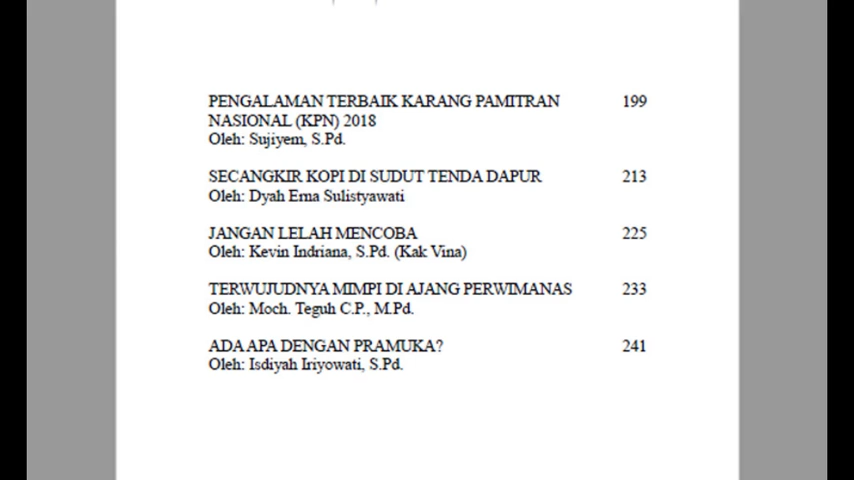 PENGALAMAN TERBAIK KARANG PAMITRAN 199
NASIONAL (KPN) 2018
Oleh: Sujiyem, S.Pd.
SECANGKIR KOPI DI SUDUT TENDA DAPUR 213
Oleh: Dyah Erna Sulistyawati
JANGAN LELAH MENCOBA 225
Oleh: Kevin Indriana, S.Pd. (Kak Vina)
TERWUJUDNYA MIMPI DI AJANG PERWIMANAS 233
Oleh: Moch. Teguh C.P., M.Pd.
ADA APA DENGAN PRAMUKA? 241
Oleh: Isdiyah Iriyowati, S.Pd.